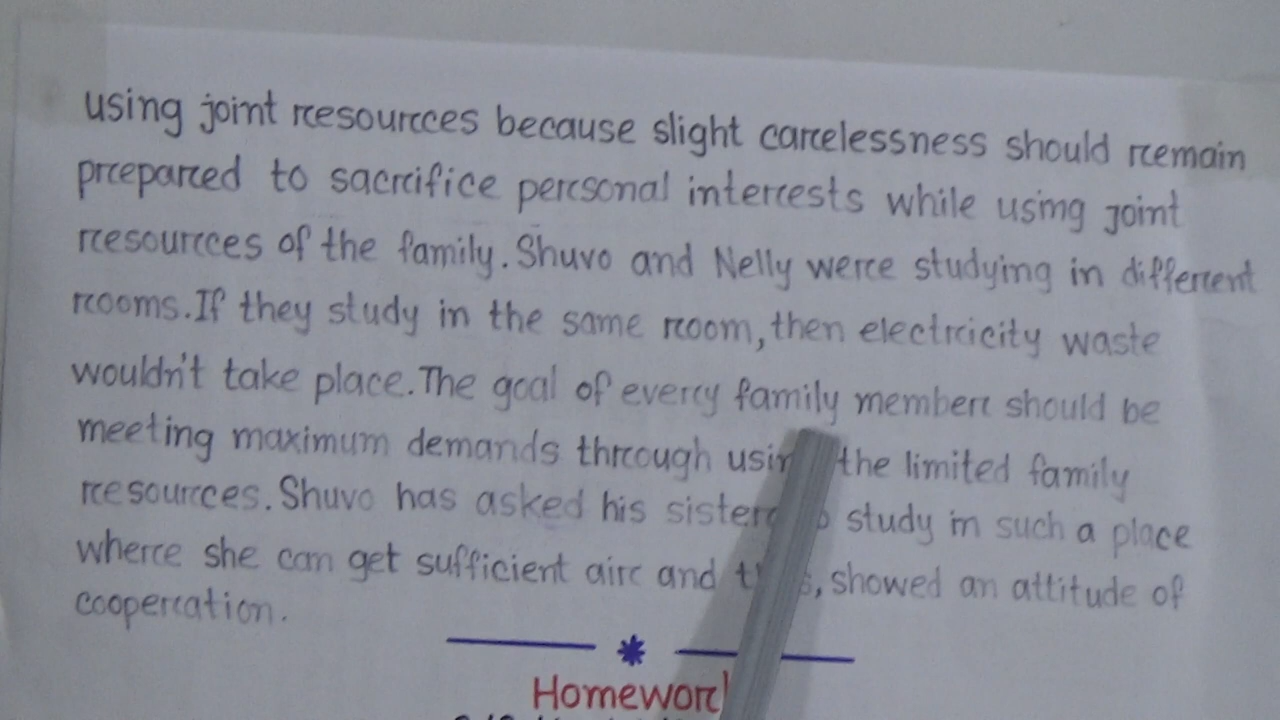 using joint resources because slight carelessness should remain
prepared to sacrifice personal interests while using joint
resources of the family. Shuvo and Nelly were studying in different
rooms. If they study in the same room, then electricity waste
wouldn't take place. The goal of every family member should be
meeting maximum demands through the limited family
resources. Shuvo has asked his sister study in such a place
where she can get sufficient air and showed an attitude of
cooperation.